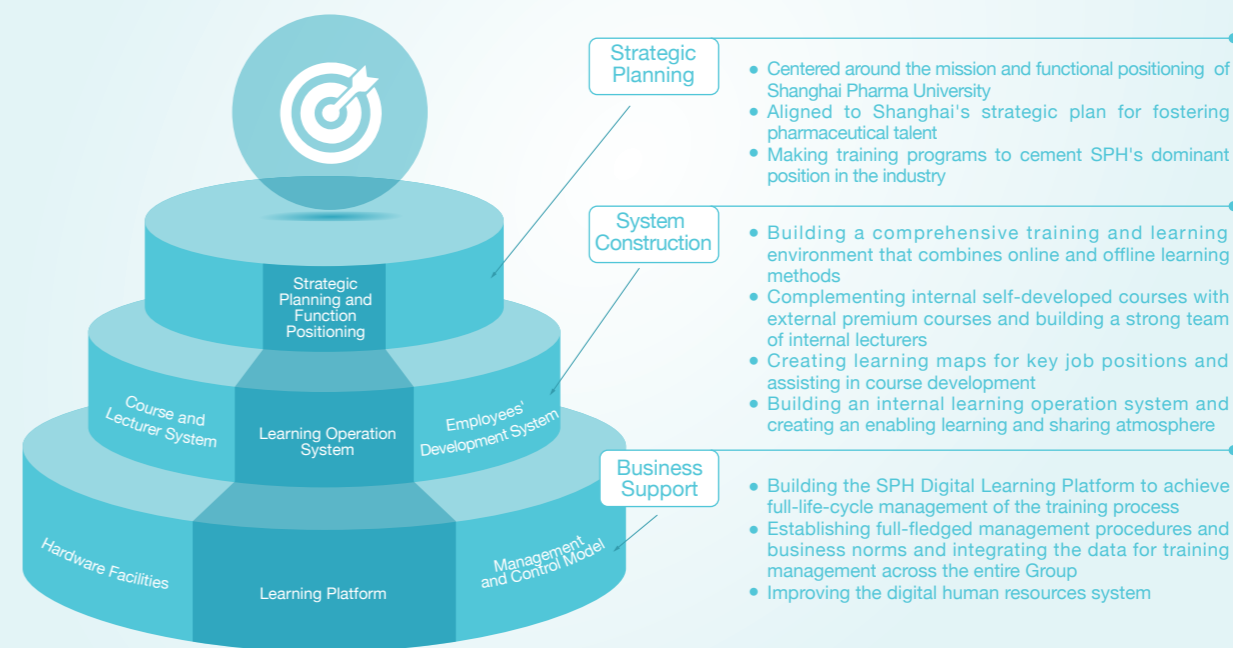 Strategic
Planning
Centered around the mission and functional positioning of
Shanghai Pharma University
Aligned to Shanghai's strategic plan for fostering
pharmaceutical talent
Making training programs to cement SPH's dominant
position in the industry
System
Construction
Building a comprehensive training and learning
environment that combines online and offline learning
methods
Complementing internal self-developed courses with
external premium courses and building a strong team
of internal lecturers
Creating learning maps for key job positions and
assisting in course development
Building an internal learning operation system and
creating an enabling learning and sharing atmosphere
Business
Support
Building the SPH Digital Learning Platform to achieve
full-life-cycle management of the training process
Establishing full-fledged management procedures and
business norms and integrating the data for training
management across the entire Group
Improving the digital human resources system
Strategic
Planning and
Function
Positioning
Course and
Lecturer System
Learning Operation
System
Employees'
Development System
Hardware Facilities
Learning Platform
Management
and Control Model